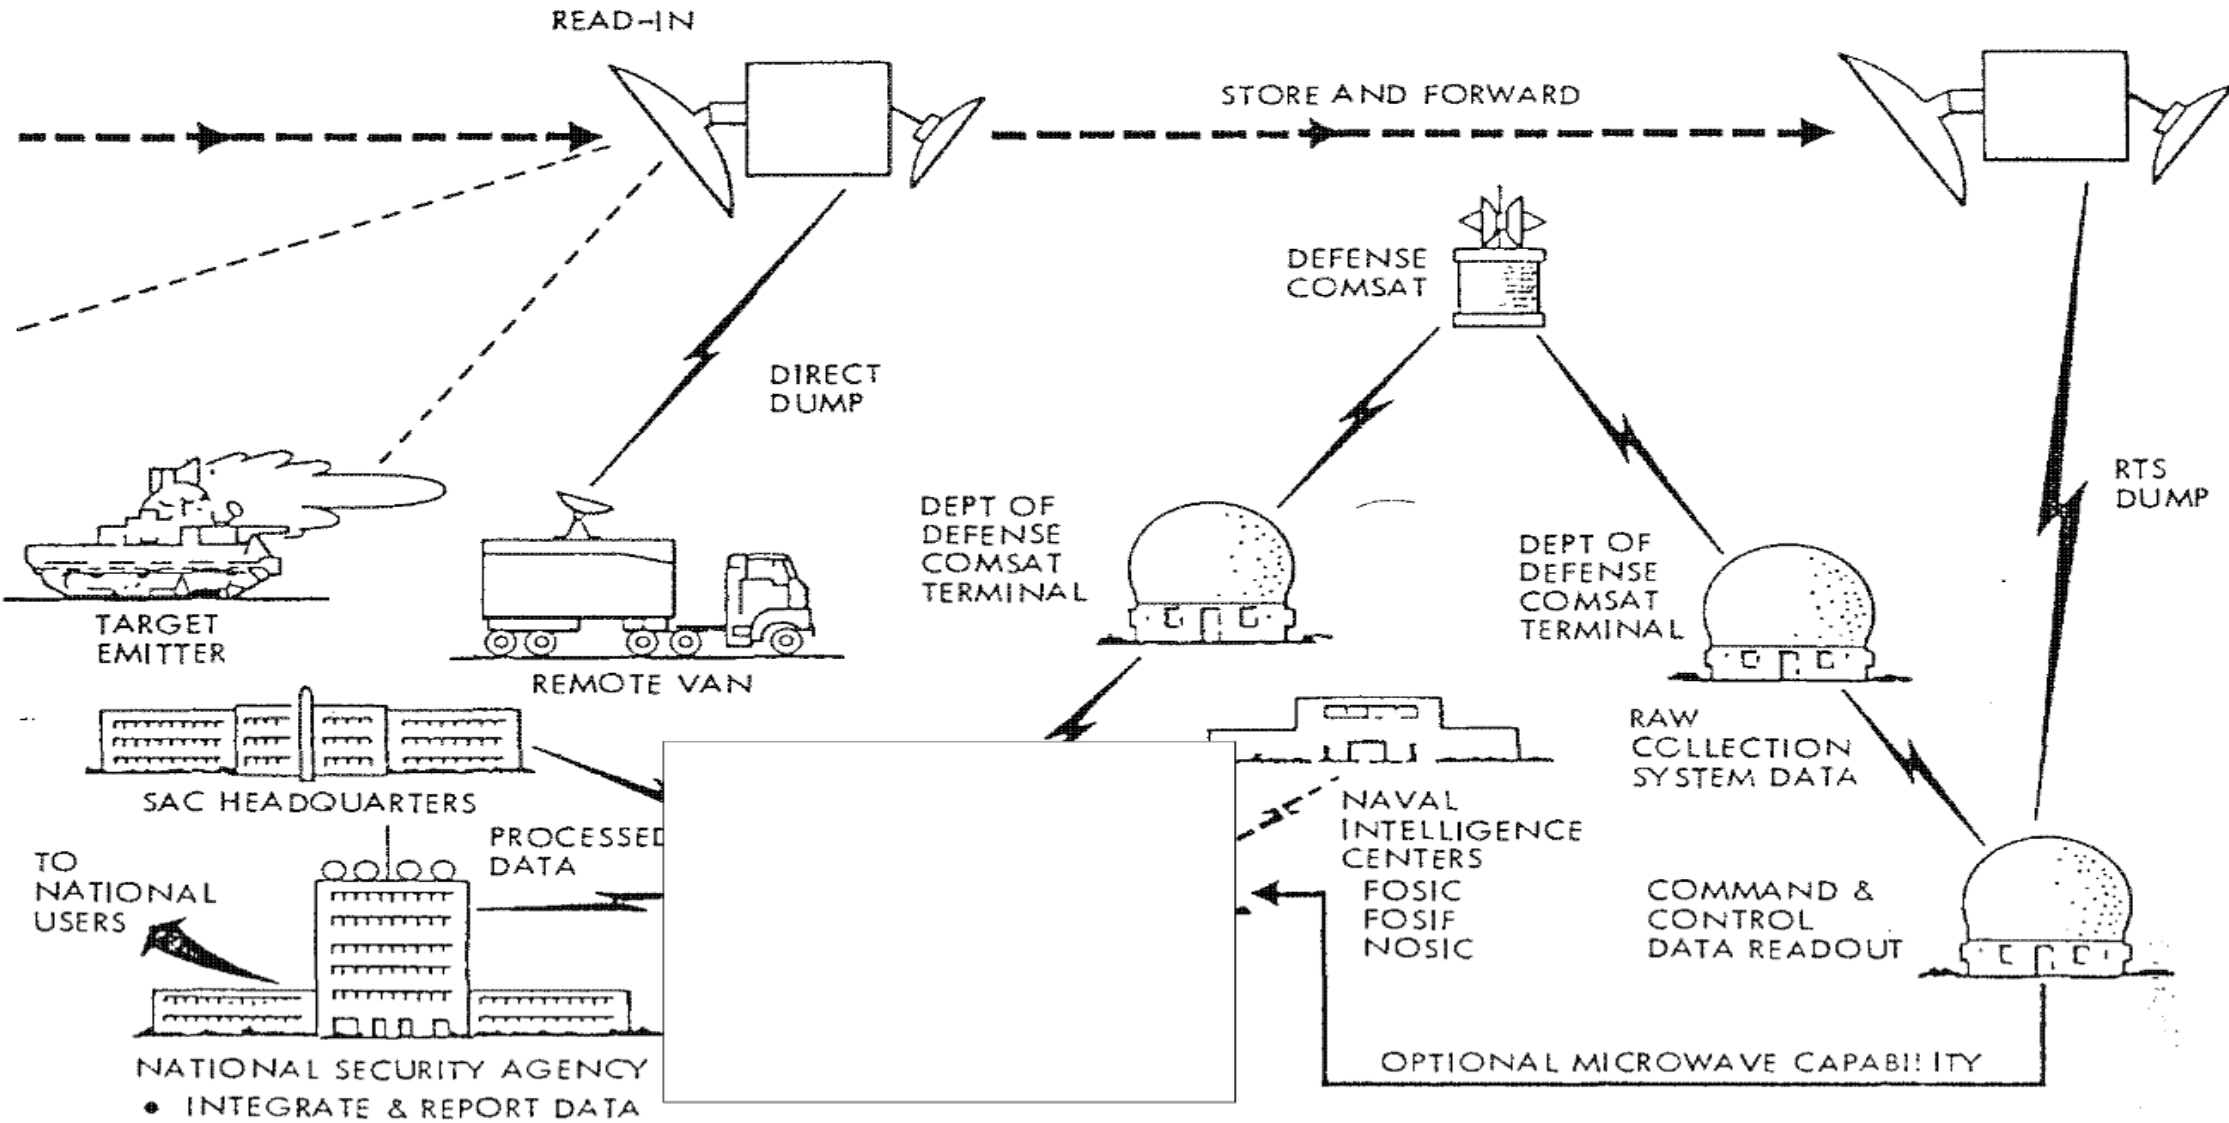 READ-IN
STORE AND FORWARD
DEFENSE
COMSAT
DIRECT
DUMP
RTS
DUMP
DEPT OF
DEFENSE
COMSAT
TERMINAL
DEPT OF
DEFENSE
COMSAT
TERMINAL
TARGET
EMITTER
REMOTE VAN
RAW
COLLECTION
SYSTEM DATA
SAC HEADQUARTERS
NAVAL
INTELLIGENCE
CENTERS
FOSIC
FOSIF
NOSIC
PROCESSED
DATA
TO
NATIONAL
USERS
COMMAND &
CONTROL
DATA READOUT
NATIONAL SECURITY AGENCY
• INTEGRATE & REPORT DATA
OPTIONAL MICROWAVE CAPABILITY